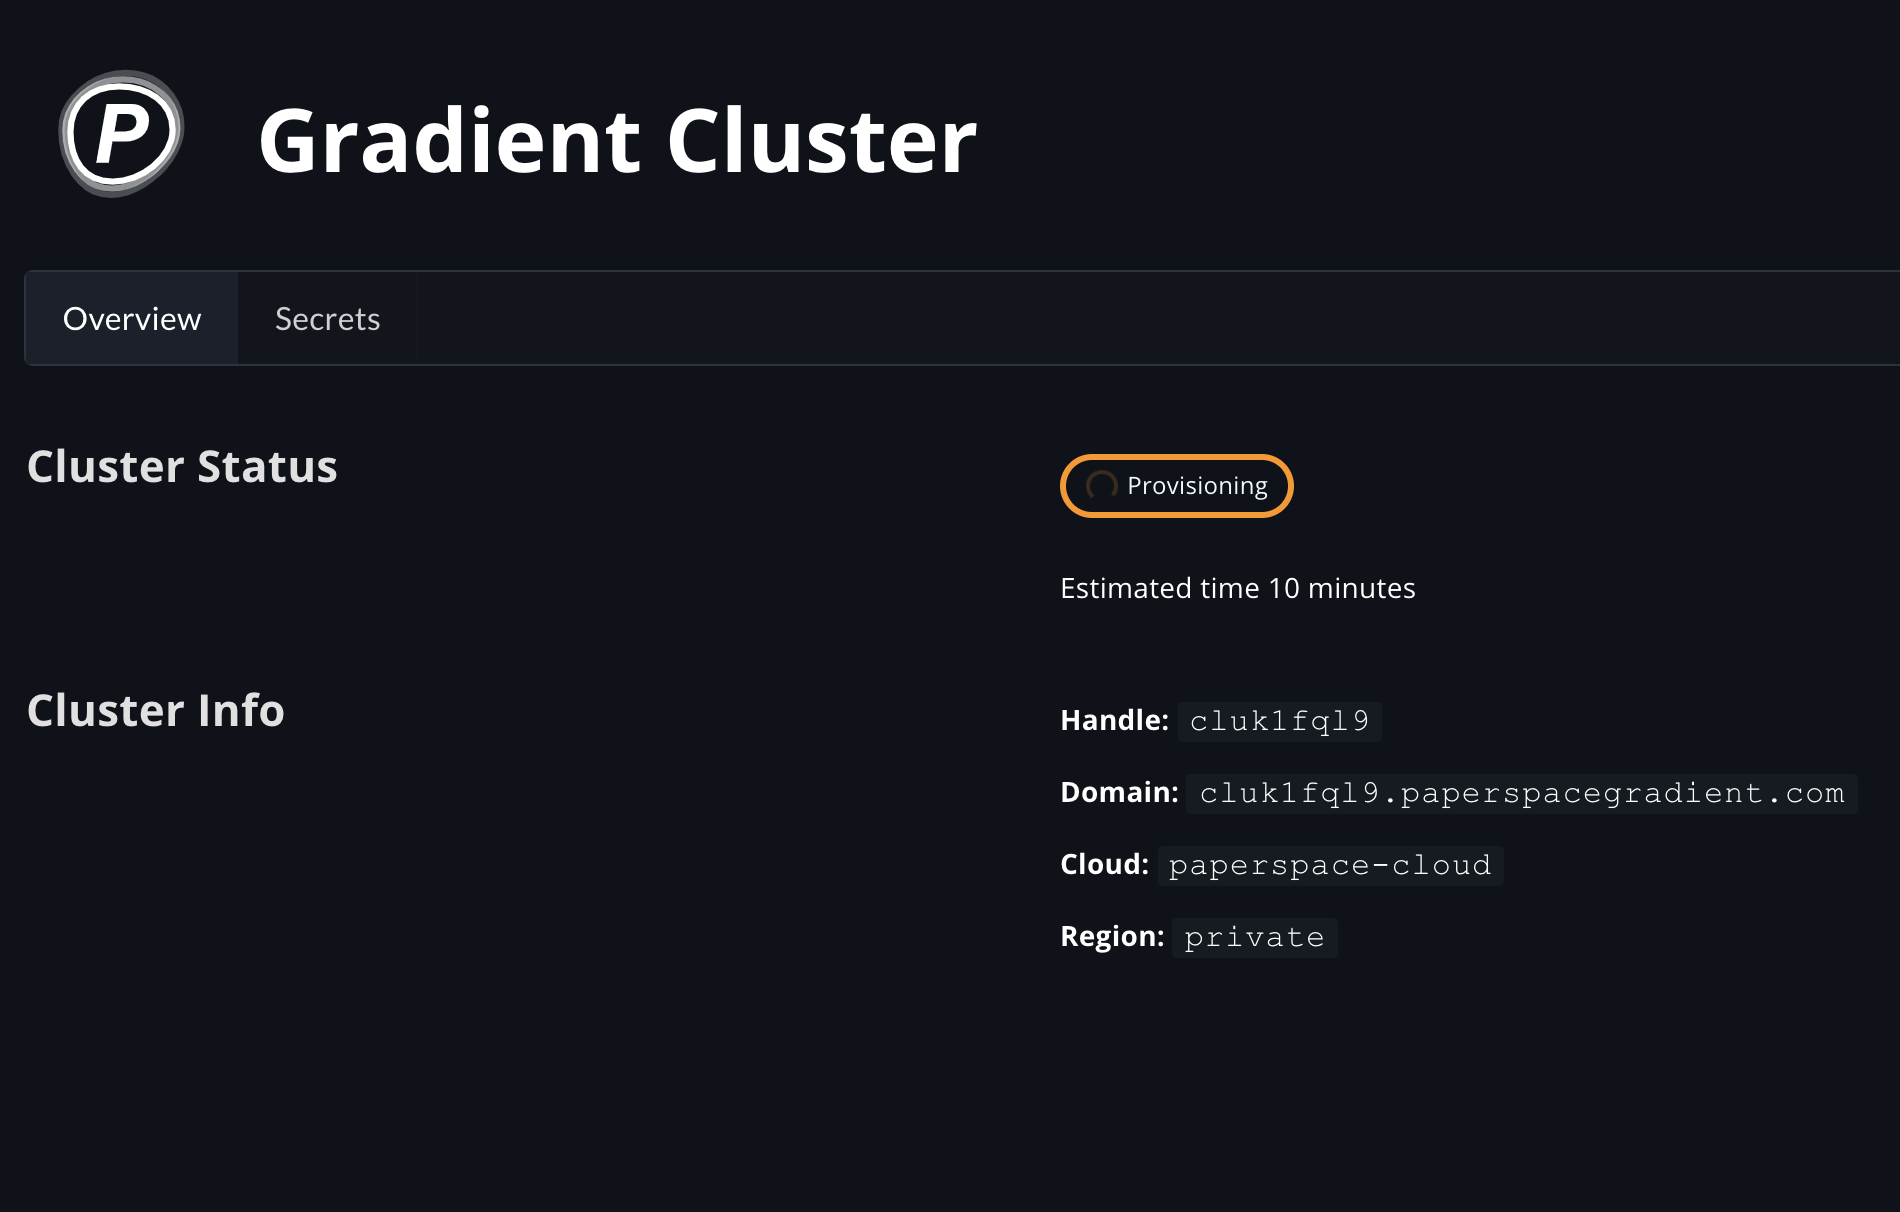 P
Gradient Cluster
Overview
Secrets
Cluster Status
Provisioning
Estimated time 10 minutes
Cluster Info
Handle: cluk1fql9
Domain: cluk1fql9.paperspacegradient.com
Cloud: paperspace-cloud
Region: private